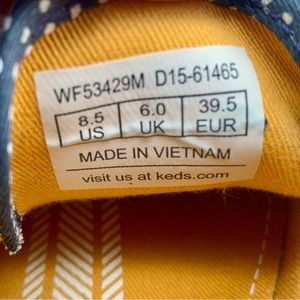 WF53429M D15-61465
8.5 6.0 39.5
US UK EUR
MADE IN VIETNAM
visit us at keds.com